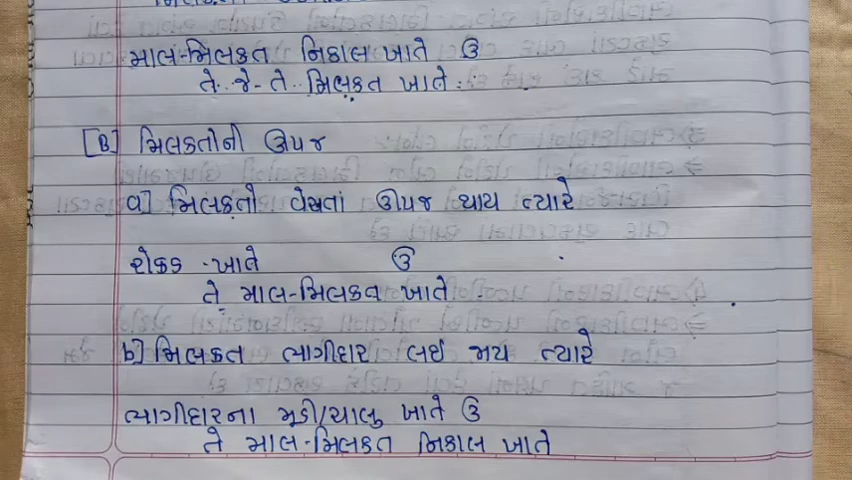 માલ-મિલકત નિકાલ ખાતે ઉ
તે. જે-તે. મિલકત ખાતે
[B] મિલકતોની ઊપજ
a] મિલકતો વેચતાં ઊપજ થાય ત્યારે
રોકડ ખાતે ઉ
તે માલ-મિલકત ખાતે
b] મિલકત ભાગીદાર લઈ જાય ત્યારે
ભાગીદારના મૂડી/ચાલુ ખાતે ઉ
તે માલ-મિલકત નિકાલ ખાતે